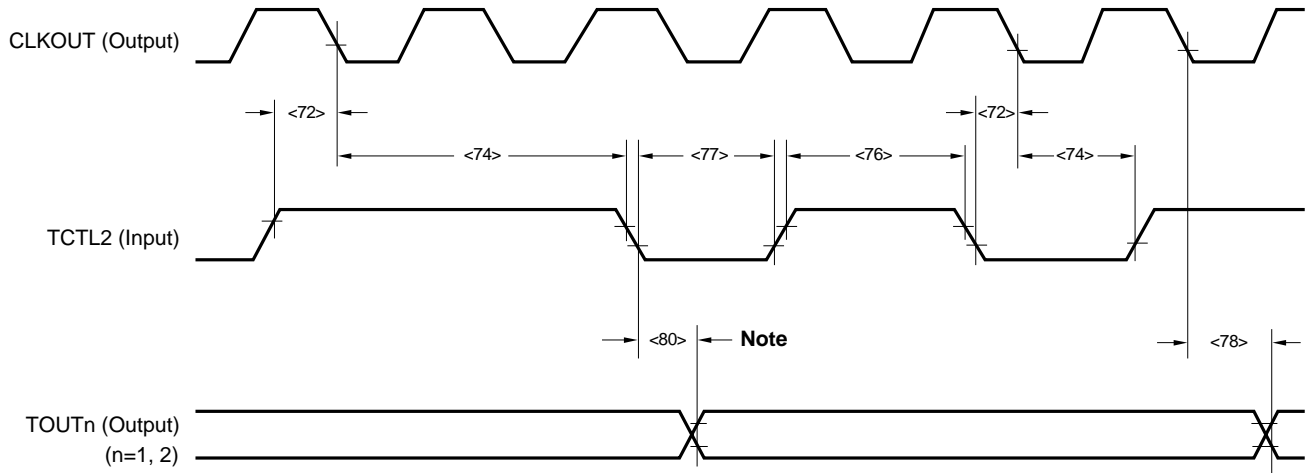 CLKOUT (Output)
<72>
<72>
<74>
<77>
<76>
<74>
TCTL2 (Input)
<80>
Note
<78>
TOUTn (Output)
(n=1, 2)